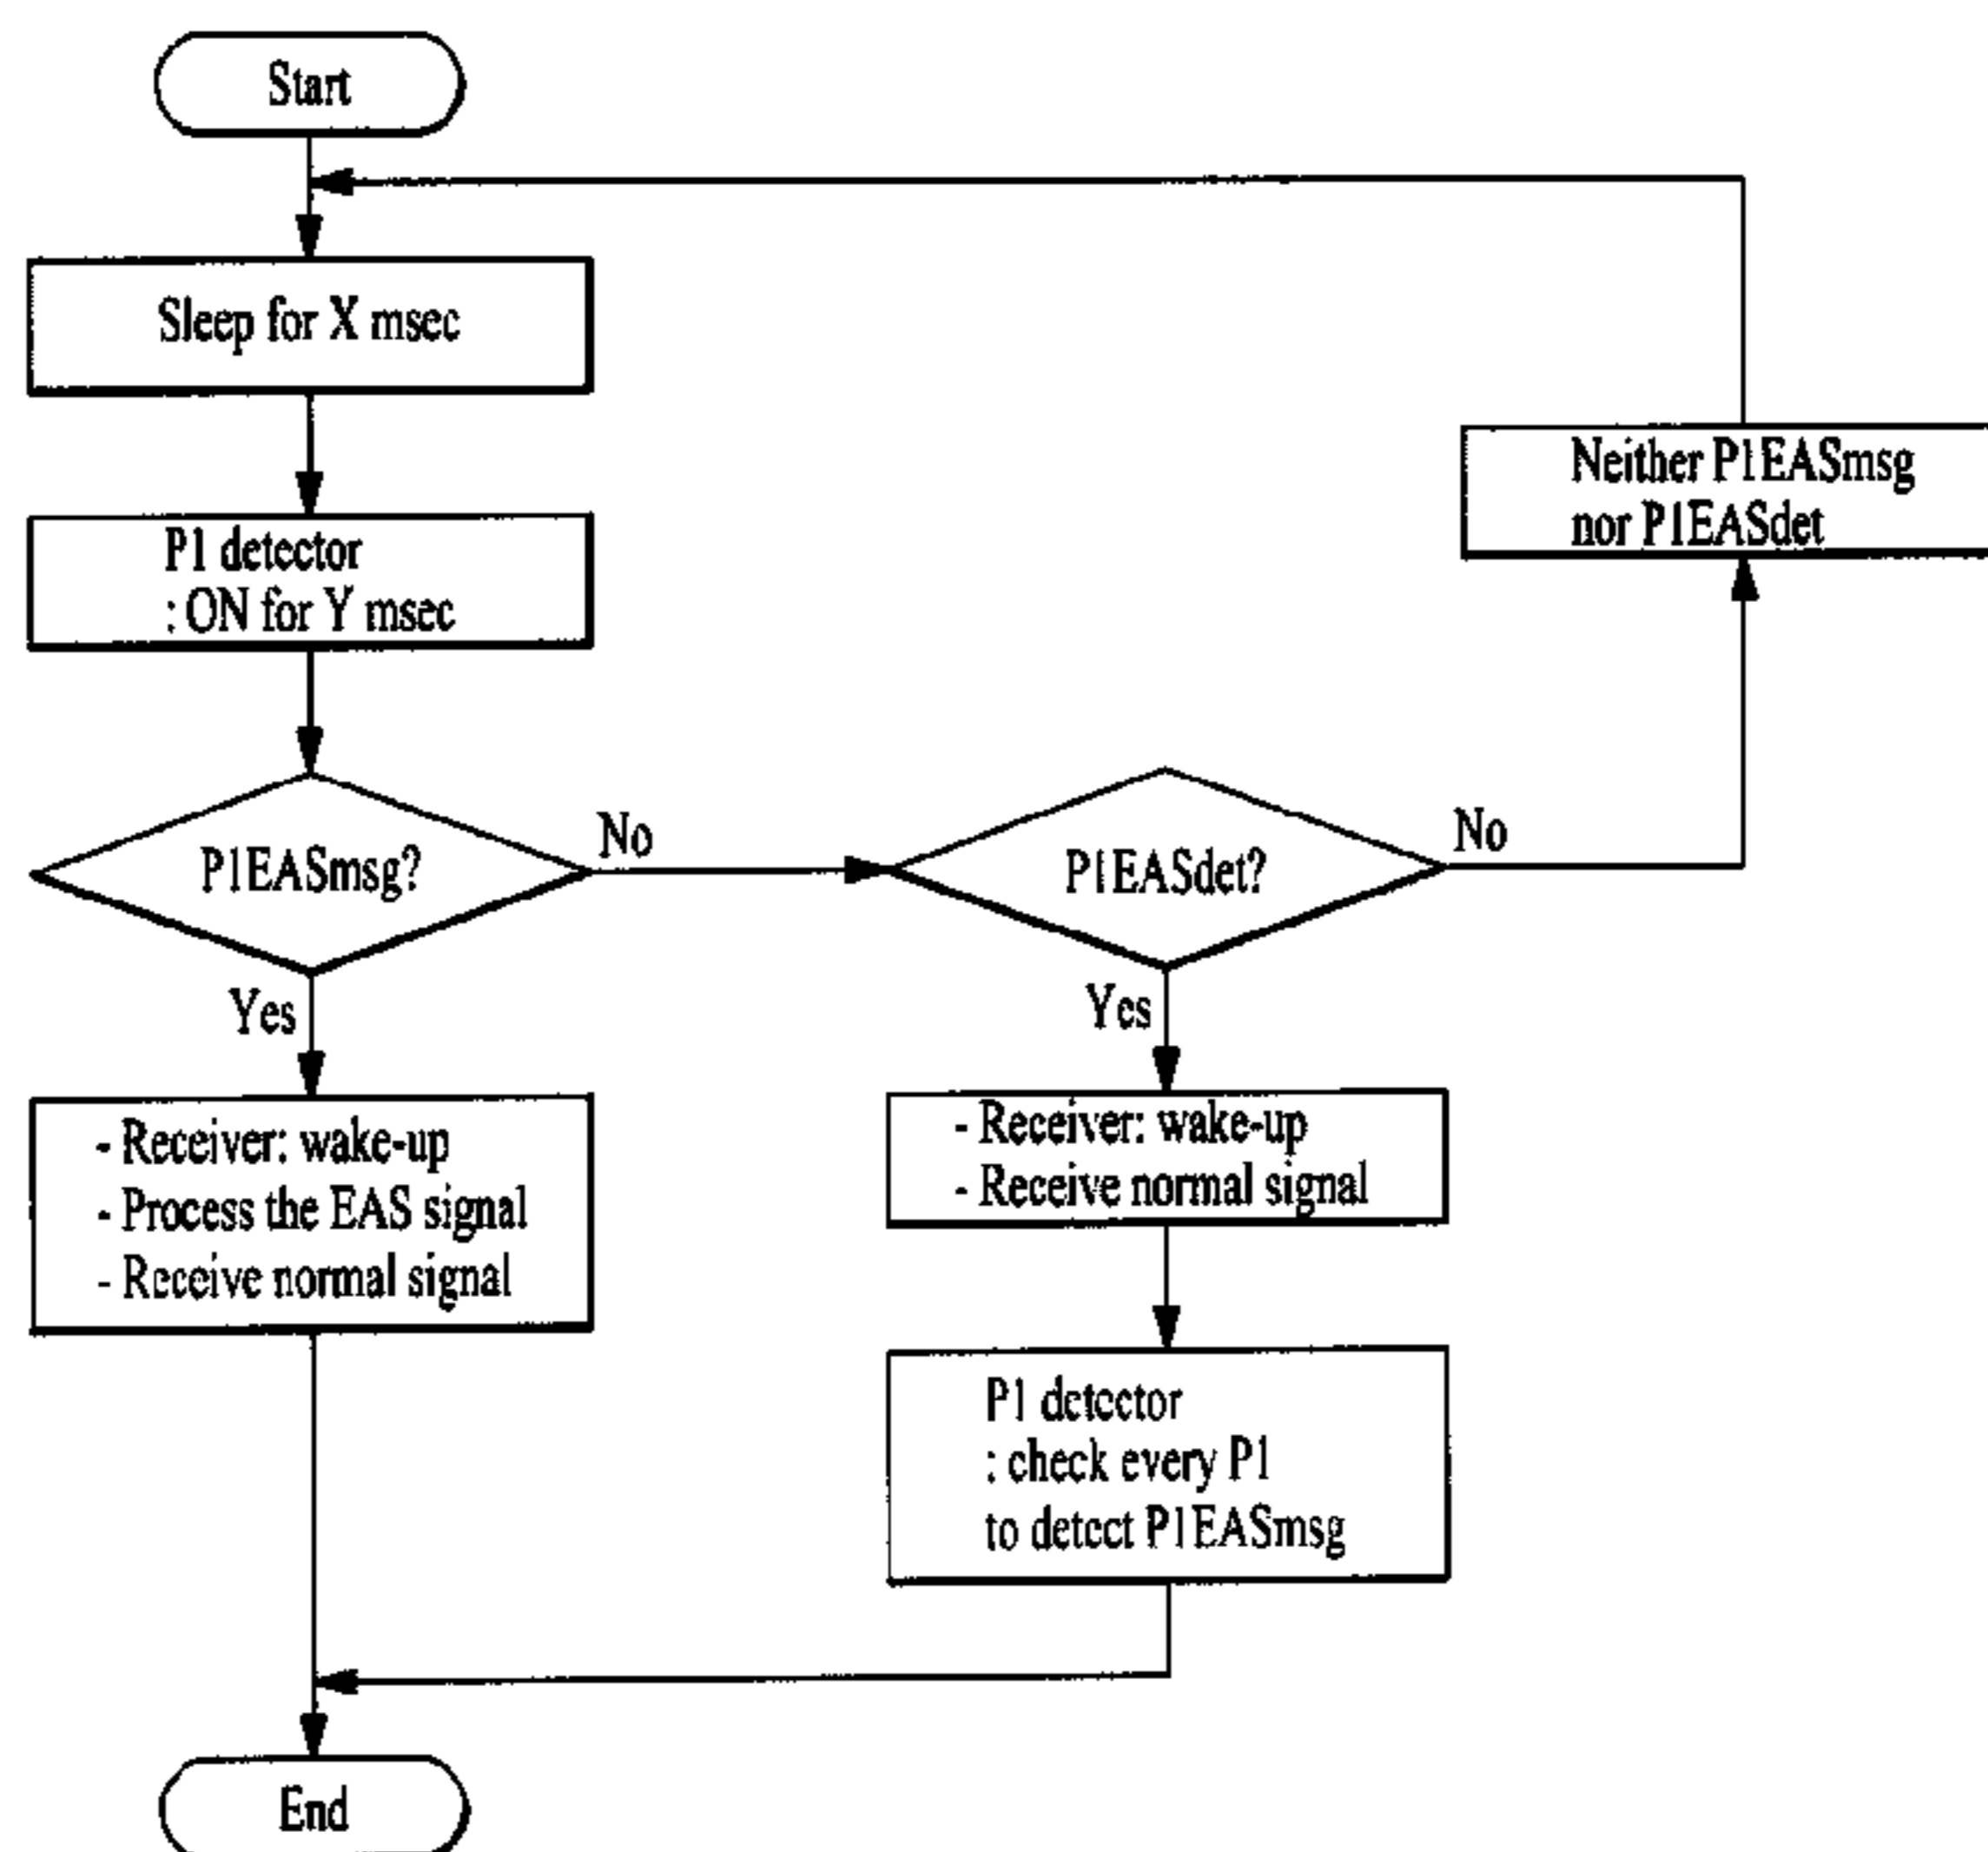 Start
Sleep for X msec
P1 detector
: ON for Y msec
P1EASmsg?
No
P1EASdet?
No
Neither P1EASmsg
nor P1EASdet
Yes
- Receiver: wake-up
- Process the EAS signal
- Receive normal signal
Yes
- Receiver: wake-up
- Receive normal signal
P1 detector
: check every P1
to detect P1EASmsg
End